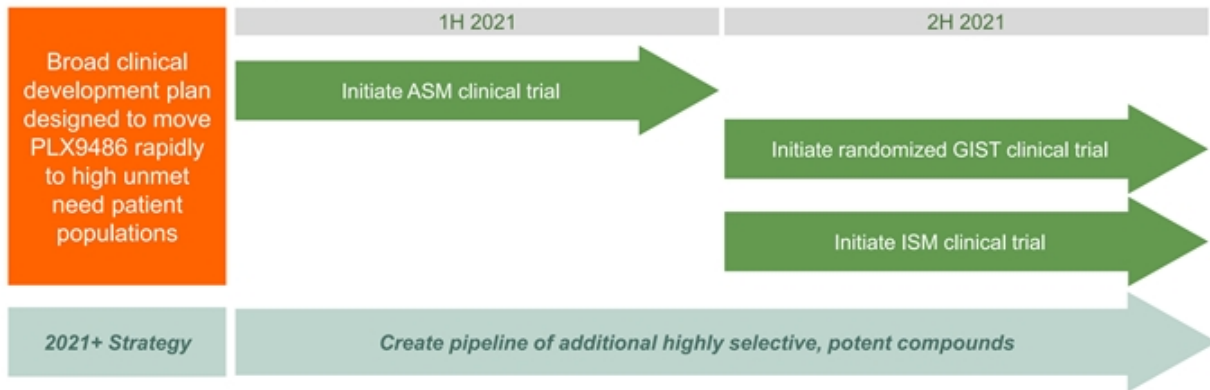 1H 2021
2H 2021
Broad clinical
development plan
designed to move
PLX9486 rapidly
to high unmet
need patient
populations
Initiate ASM clinical trial
Initiate randomized GIST clinical trial
Initiate ISM clinical trial
2021+ Strategy
Create pipeline of additional highly selective, potent compounds